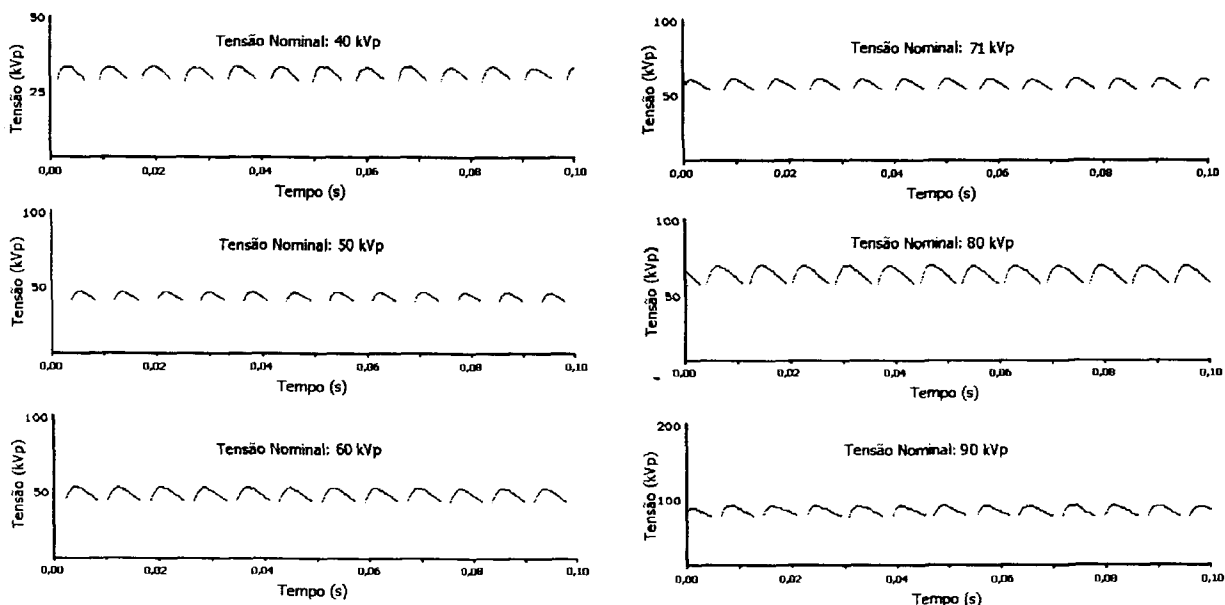 Tensão Nominal: 40 kVp
Tensão (kVp)
50
25
0,00 0,02 0,04 0,06 0,08 0,10
Tempo (s)
Tensão Nominal: 50 kVp
Tensão (kVp)
100
50
0,00 0,02 0,04 0,06 0,08 0,10
Tempo (s)
Tensão Nominal: 60 kVp
Tensão (kVp)
100
50
0,00 0,02 0,04 0,06 0,08 0,10
Tempo (s)
Tensão Nominal: 71 kVp
Tensão (kVp)
100
50
0,00 0,02 0,04 0,06 0,08 0,10
Tempo (s)
Tensão Nominal: 80 kVp
Tensão (kVp)
100
50
0,00 0,02 0,04 0,06 0,08 0,10
Tempo (s)
Tensão Nominal: 90 kVp
Tensão (kVp)
200
100
0,00 0,02 0,04 0,06 0,08 0,10
Tempo (s)